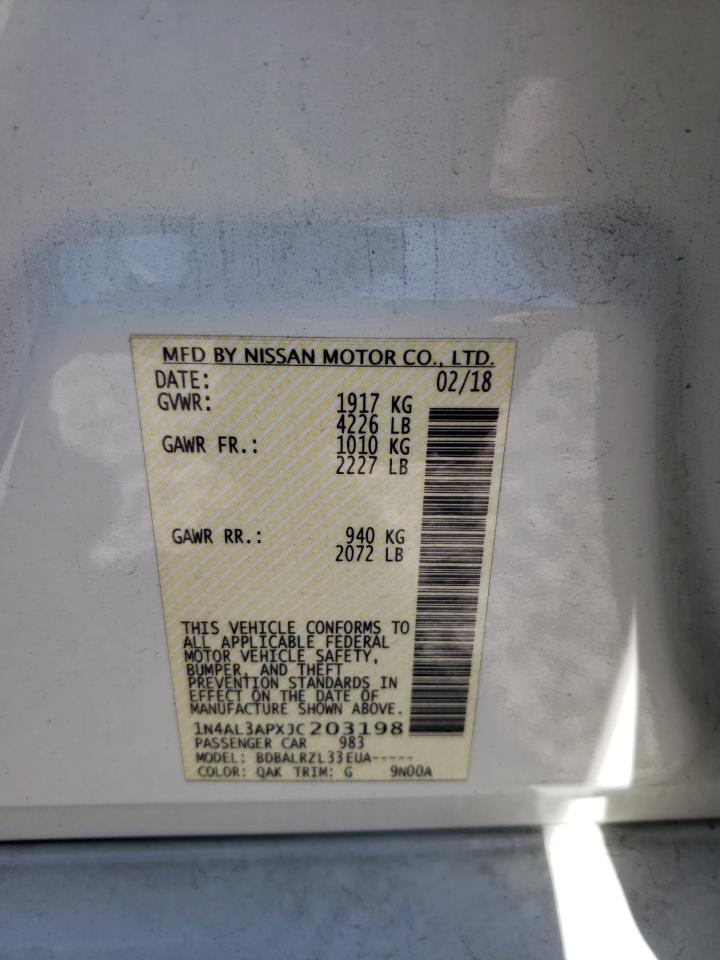 MFD BY NISSAN MOTOR CO., LTD.
DATE: 02/18
GVWR: 1917 KG
4226 LB
GAWR FR.: 1010 KG
2227 LB
GAWR RR.: 940 KG
2072 LB
THIS VEHICLE CONFORMS TO
ALL APPLICABLE FEDERAL
MOTOR VEHICLE SAFETY,
BUMPER, AND THEFT
PREVENTION STANDARDS IN
EFFECT ON THE DATE OF
MANUFACTURE SHOWN ABOVE.
1N4AL3APXJC203198
PASSENGER CAR 983
MODEL: BDBALRZL33EUA-----
COLOR: QAK TRIM: G 9N00A